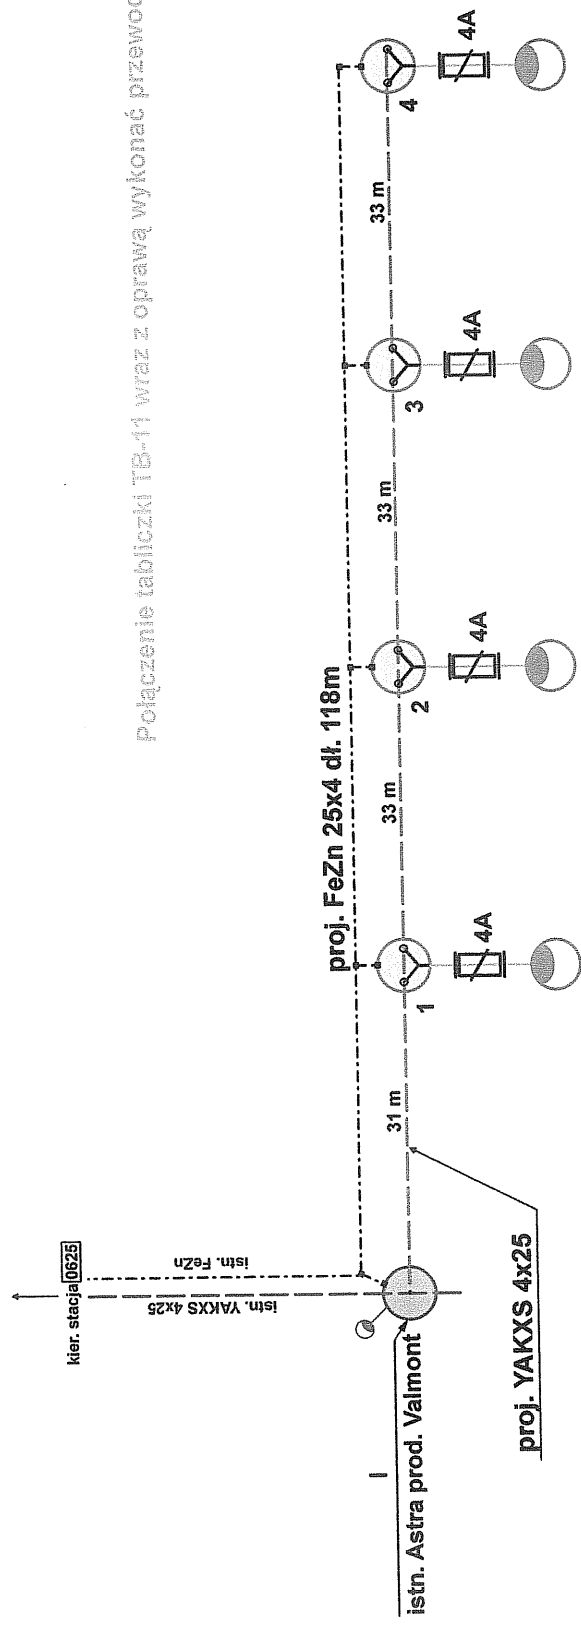 Połączenie tabliczki TB-11 wraz z oprawą wykonać przewod
kier. stacja 0625
istn. YAKXS 4x25
istn. FeZn
proj. FeZn 25x4 dł. 118m
I
istn. Astra prod. Valmont
proj. YAKXS 4x25
31 m
1
4A
33 m
2
4A
33 m
3
4A
33 m
4
4A